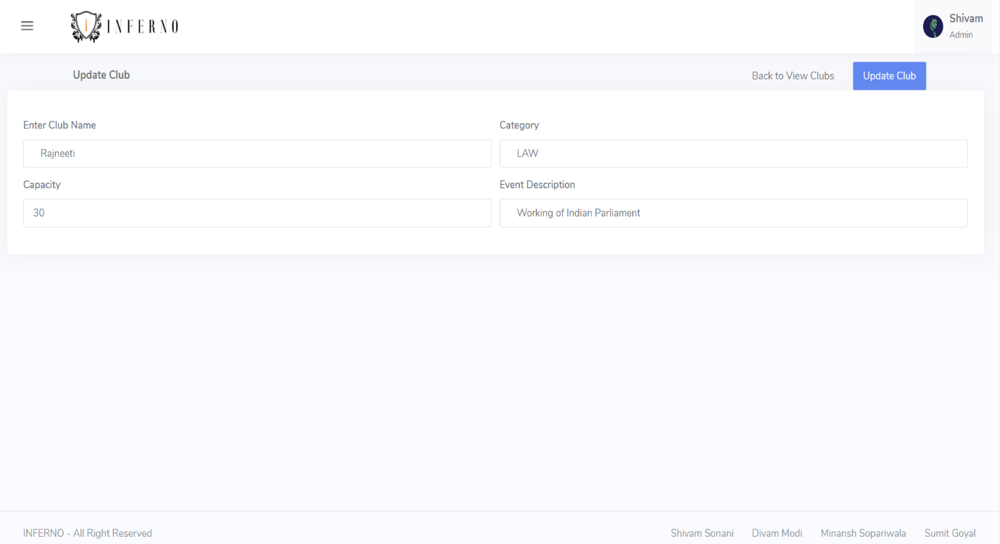 INFERNO
Shivam
Admin
Update Club
Back to View Clubs
Update Club
Enter Club Name
Category
Rajneeti
LAW
Capacity
Event Description
30
Working of Indian Parliament
INFERNO - All Right Reserved
Shivam Sonani
Divam Modi
Minansh Sopariwala
Sumit Goyal